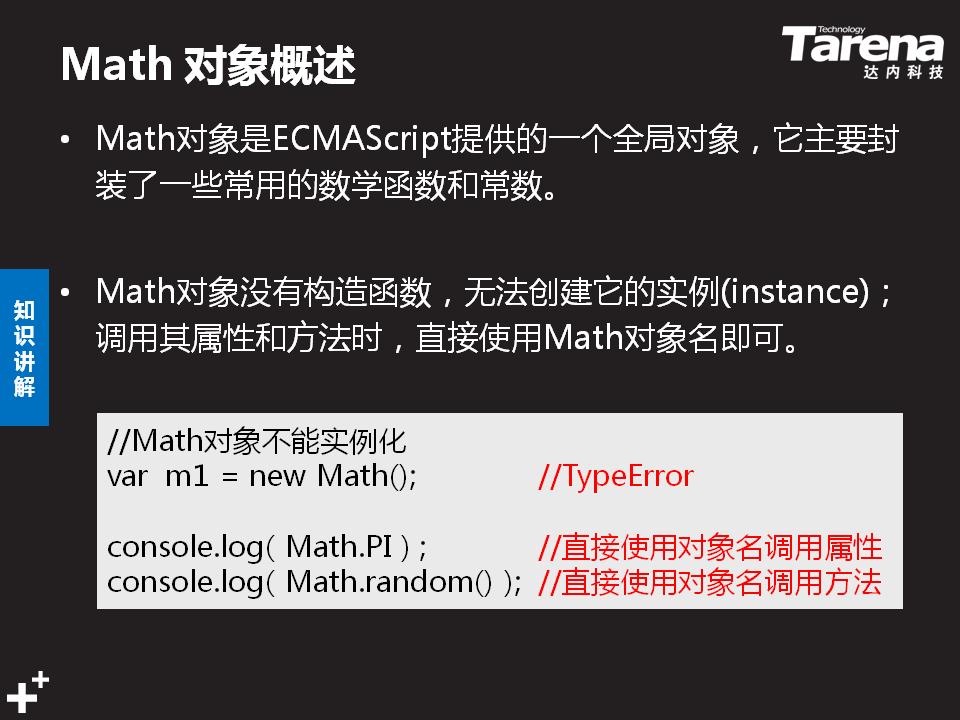 Math 对象概述
Technology
Tarena
达内科技
• Math对象是ECMAScript提供的一个全局对象，它主要封
装了一些常用的数学函数和常数。
知识讲解
• Math对象没有构造函数，无法创建它的实例(instance)；
调用其属性和方法时，直接使用Math对象名即可。
//Math对象不能实例化
var m1 = new Math(); //TypeError
console.log( Math.PI ) ; //直接使用对象名调用属性
console.log( Math.random() ); //直接使用对象名调用方法